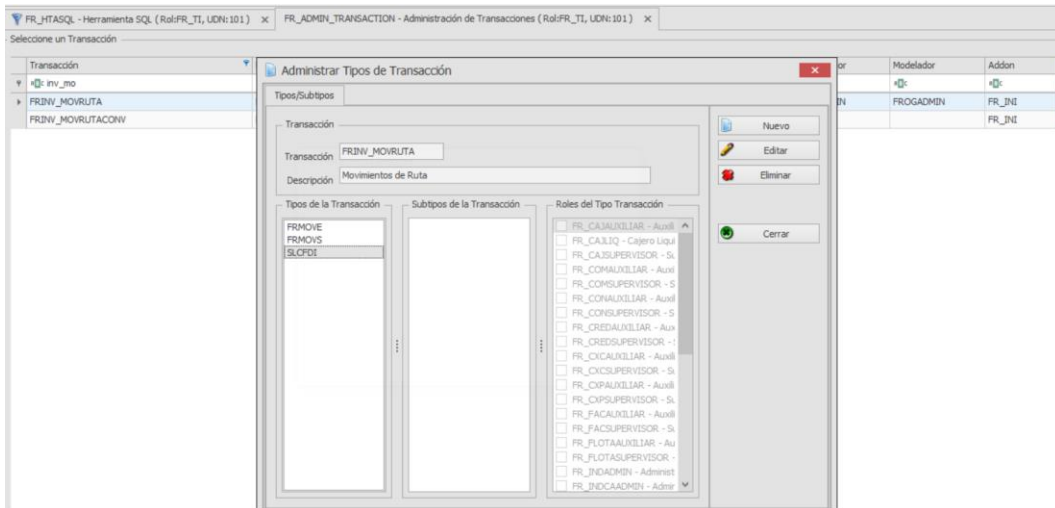 FR_HTASQL - Herramienta SQL ( Rol:FR_TI, UDN:101 ) x FR_ADMIN_TRANSACTION - Administración de Transacciones ( Rol:FR_TI, UDN:101 ) x
Seleccione un Transacción
Transacción or Modelador Addon
inv_mo
FRINV_MOVRUTA IN FROGADMIN FR_INI
FRINV_MOVRUTACONV FR_INI
Administrar Tipos de Transacción
Tipos/Subtipos
Transacción
Transacción FRINV_MOVRUTA
Descripción Movimientos de Ruta
Nuevo
Editar
Eliminar
Cerrar
Tipos de la Transacción
FRMOVE
FRMOVS
SLCFDI
Subtipos de la Transacción
Roles del Tipo Transacción
FR_CAJAUXILIAR - Auxili
FR_CAJLIQ - Cajero Liqui
FR_CAJSUPERVISOR - Su
FR_COMAUXILIAR - Auxi
FR_COMSUPERVISOR - S
FR_CONAUXILIAR - Auxil
FR_CONSUPERVISOR - S
FR_CREDAUXILIAR - Aux
FR_CREDSUPERVISOR -
FR_CXCAUXILIAR - Auxili
FR_CXCSUPERVISOR - Su
FR_CXPAUXILIAR - Auxili
FR_CXPSUPERVISOR - Su
FR_FACAUXILIAR - Auxili
FR_FACSUPERVISOR - Su
FR_FLOTAAUXILIAR - Au
FR_FLOTASUPERVISOR -
FR_INDADMIN - Administ
FR_INDCAADMIN - Admir